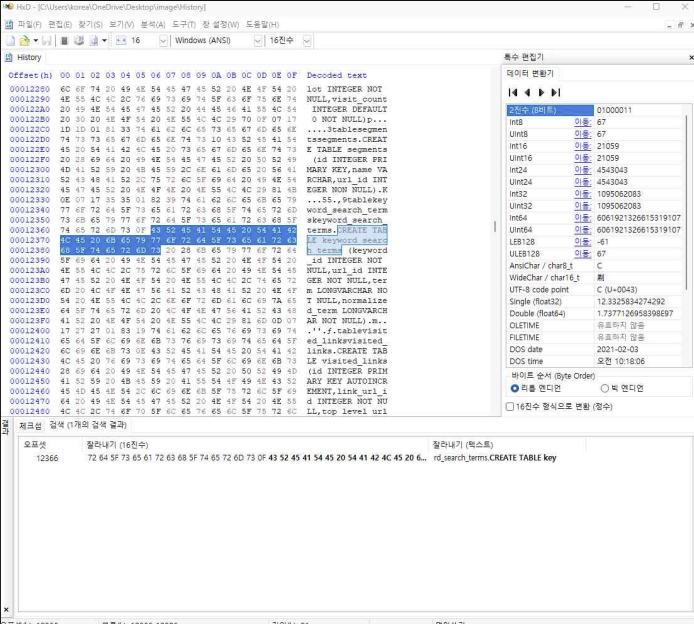 HxD - [C:\Users\korea\OneDrive\Desktop\image\History]
파일(F) 편집(E) 찾기(S) 보기(V) 분석(A) 도구(T) 창 설정(W) 도움말(H)
16 Windows (ANSI) 16진수
History
특수 편집기
데이터 변환기
Offset(h) 00 01 02 03 04 05 06 07 08 09 0A 0B 0C 0D 0E 0F Decoded text
00012280 6C 6F 74 20 49 4E 54 45 47 45 52 20 4E 4F 54 20 lot INTEGER NOT
00012290 4E 55 4C 4C 2C 76 69 73 69 74 5F 63 6F 75 6E 74 NULL,visit_count
000122A0 20 49 4E 54 45 47 45 52 20 44 45 46 41 55 4C 54 INTEGER DEFAULT
000122B0 20 30 20 4E 4F 54 20 4E 55 4C 4C 29 70 0F 07 17 0 NOT NULL)p...
000122C0 1D 1D 01 81 33 74 61 62 6C 65 73 65 67 6D 65 6E ....3tablesegmen
000122D0 74 73 73 65 67 6D 65 6E 74 73 10 43 52 45 41 54 tssegments.CREAT
000122E0 45 20 54 41 42 4C 45 20 73 65 67 6D 65 6E 74 73 E TABLE segments
000122F0 20 28 69 64 20 49 4E 54 45 47 45 52 20 50 52 49 (id INTEGER PRI
00012300 4D 41 52 59 20 4B 45 59 2C 6E 61 6D 65 20 56 41 MARY KEY,name VA
00012310 52 43 48 41 52 2C 75 72 6C 5F 69 64 20 49 4E 54 RCHAR,url_id INT
00012320 45 47 45 52 20 4E 4F 4E 20 4E 55 4C 4C 29 81 4B EGER NON NULL).K
00012330 0E 07 17 35 35 01 82 39 74 61 62 6C 65 6B 65 79 ...55.,9tablekey
00012340 77 6F 72 64 5F 73 65 61 72 63 68 5F 74 65 72 6D word_search_term
00012350 73 6B 65 79 77 6F 72 64 5F 73 65 61 72 63 68 5F skeyword_search_
00012360 74 65 72 6D 73 0F 43 52 45 41 54 45 20 54 41 42 terms.CREATE TAB
00012370 4C 45 20 6B 65 79 77 6F 72 64 5F 73 65 61 72 63 LE keyword_searc
00012380 68 5F 74 65 72 6D 73 20 28 6B 65 79 77 6F 72 64 h_terms (keyword
00012390 5F 69 64 20 49 4E 54 45 47 45 52 20 4E 4F 54 20 _id INTEGER NOT
000123A0 4E 55 4C 4C 2C 75 72 6C 5F 69 64 20 49 4E 54 45 NULL,url_id INTE
000123B0 47 45 52 20 4E 4F 54 20 4E 55 4C 4C 2C 74 65 72 GER NOT NULL,ter
000123C0 6D 20 4C 4F 4E 47 56 41 52 43 48 41 52 20 4E 4F m LONGVARCHAR NO
000123D0 54 20 4E 55 4C 4C 2C 6E 6F 72 6D 61 6C 69 7A 65 T NULL,normalize
000123E0 64 5F 74 65 72 6D 20 4C 4F 4E 47 56 41 52 43 48 d_term LONGVARCH
000123F0 41 52 20 4E 4F 54 20 4E 55 4C 4C 29 81 6D 0D 07 AR NOT NULL).m..
00012400 17 27 27 01 83 19 74 61 62 6C 65 76 69 73 69 74 .''.ƒ.tablevisit
00012410 65 64 5F 6C 69 6E 6B 73 76 69 73 69 74 65 64 5F ed_linksvisited_
00012420 6C 69 6E 6B 73 0E 43 52 45 41 54 45 20 54 41 42 links.CREATE TAB
00012430 4C 45 20 76 69 73 69 74 65 64 5F 6C 69 6E 6B 73 LE visited_links
00012440 28 69 64 20 49 4E 54 45 47 45 52 20 50 52 49 4D (id INTEGER PRIM
00012450 41 52 59 20 4B 45 59 20 41 55 54 4F 49 4E 43 52 ARY KEY AUTOINCR
00012460 45 4D 45 4E 54 2C 6C 69 6E 6B 5F 75 72 6C 5F 69 EMENT,link_url_i
00012470 64 20 49 4E 54 45 47 45 52 20 4E 4F 54 20 4E 55 d INTEGER NOT NU
00012480 4C 4C 2C 74 6F 70 5F 6C 65 76 65 6C 5F 75 72 6C LL,top_level_url
2진수 (8비트) 01000011
Int8 이동: 67
UInt8 이동: 67
Int16 이동: 21059
UInt16 이동: 21059
Int24 이동: 4543043
UInt24 이동: 4543043
Int32 이동: 1095062083
UInt32 이동: 1095062083
Int64 이동: 6061921326615319107
UInt64 이동: 6061921326615319107
LEB128 이동: -61
ULEB128 이동: 67
AnsiChar / char8_t C
WideChar / char16_t 剃
UTF-8 code point C (U+0043)
Single (float32) 12.3325834274292
Double (float64) 1.7377126958398E97
OLETIME 유효하지 않음
FILETIME 유효하지 않음
DOS date 2021-02-03
DOS time 오전 10:18:06
바이트 순서 (Byte Order)
리틀 엔디언 빅 엔디언
16진수 형식으로 변환 (정수)
결과
체크섬 검색 (1개의 검색 결과)
오프셋 잘라내기 (16진수) 잘라내기 (텍스트)
12366 72 64 5F 73 65 61 72 63 68 5F 74 65 72 6D 73 0F 43 52 45 41 54 45 20 54 41 42 4C 45 20 6... rd_search_terms.CREATE TABLE key